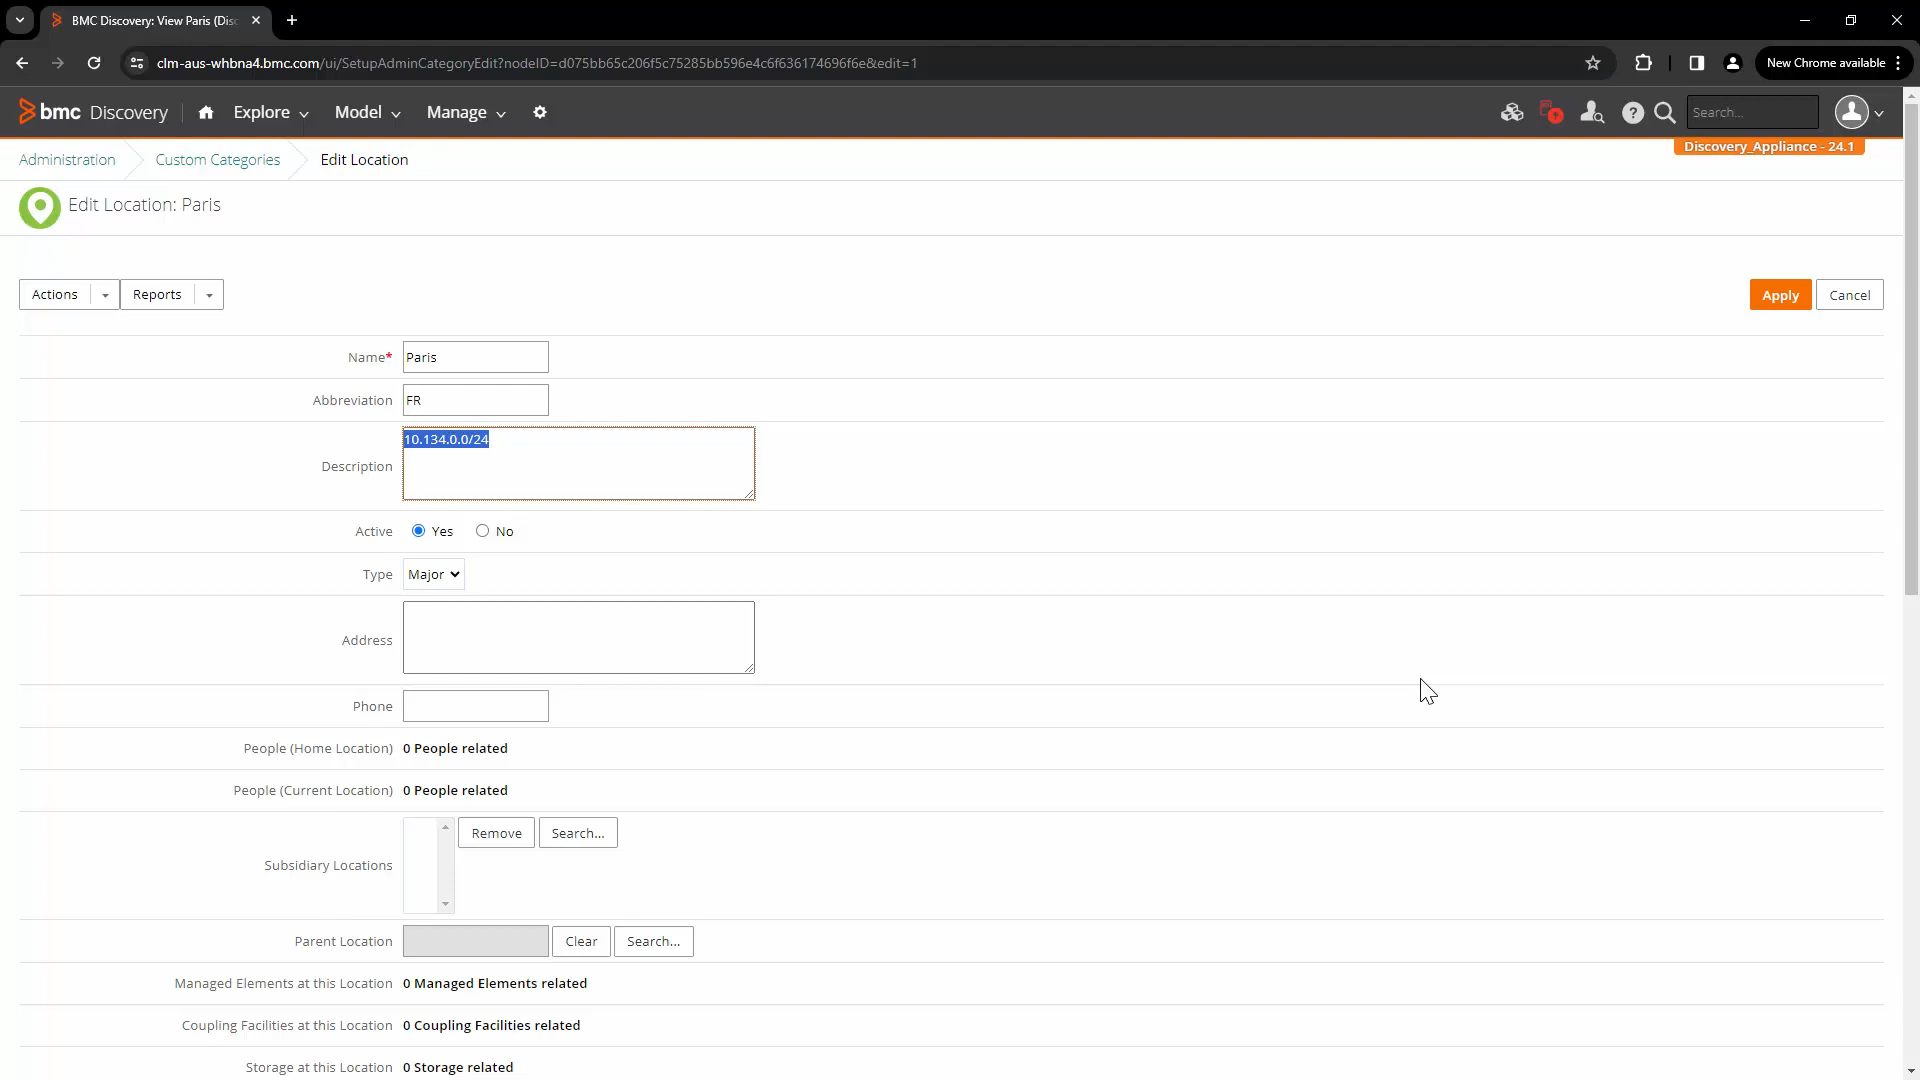 BMC Discovery: View Paris (Disc
clm-aus-whbna4.bmc.com/ui/SetupAdminCategoryEdit?nodeID=d075bb65c206f5c75285bb596e4c6f636174696f6e&edit=1
New Chrome available
bmc Discovery
Explore
Model
Manage
Search...
Administration
Custom Categories
Edit Location
Discovery_Appliance - 24.1
Edit Location: Paris
Actions
Reports
Apply
Cancel
Name* Paris
Abbreviation FR
Description 10.134.0.0/24
Active Yes No
Type Major
Address
Phone
People (Home Location) 0 People related
People (Current Location) 0 People related
Subsidiary Locations Remove Search...
Parent Location Clear Search...
Managed Elements at this Location 0 Managed Elements related
Coupling Facilities at this Location 0 Coupling Facilities related
Storage at this Location 0 Storage related